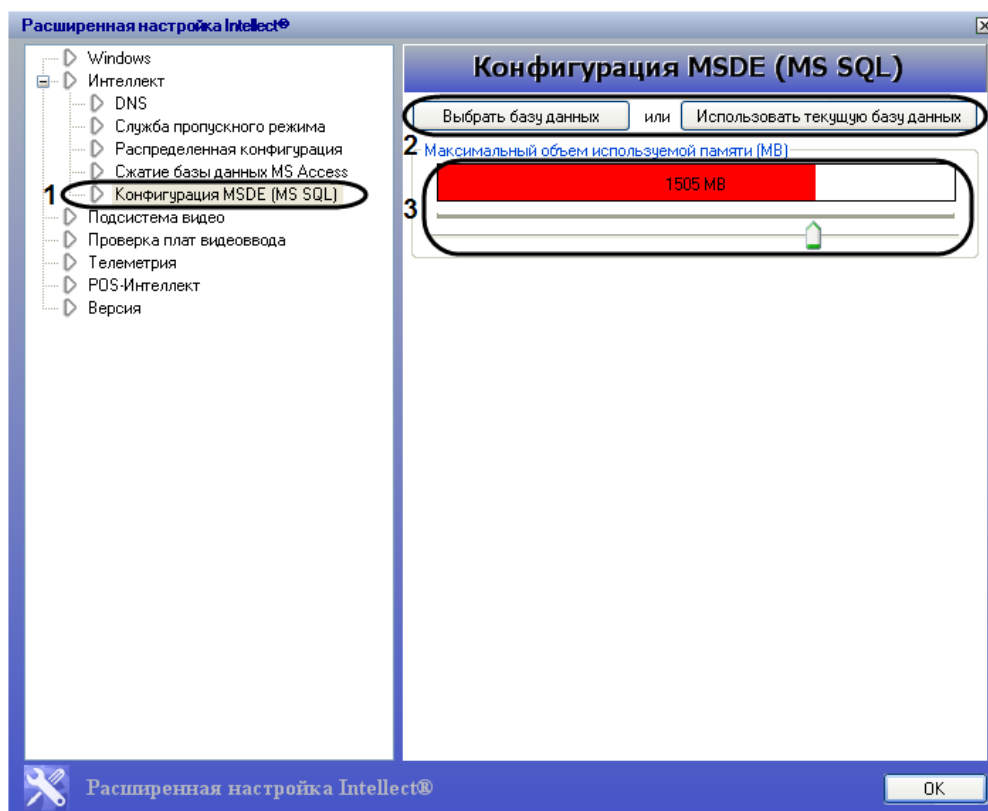 Расширенная настройка Intellect®
Windows
Интеллект
DNS
Служба пропускного режима
Распределенная конфигурация
Сжатие базы данных MS Access
1 Конфигурация MSDE (MS SQL)
Подсистема видео
Проверка плат видеоввода
Телеметрия
POS-Интеллект
Версия
Конфигурация MSDE (MS SQL)
Выбрать базу данных или Использовать текущую базу данных
2
Максимальный объем используемой памяти (MB)
1505 MB
3
Расширенная настройка Intellect®
OK